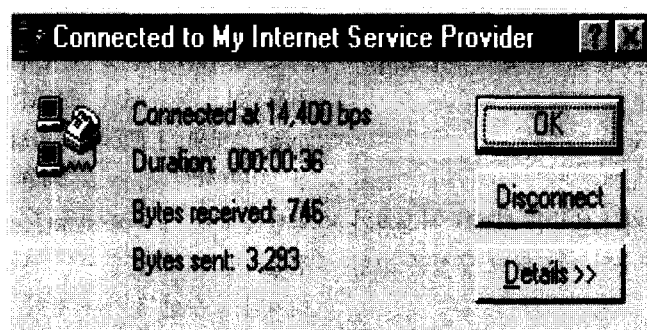 Connected to My Internet Service Provider
Connected at 14,400 bps
Duration: 000:00:36
Bytes received: 746
Bytes sent: 3,293
OK
Disconnect
Details >>